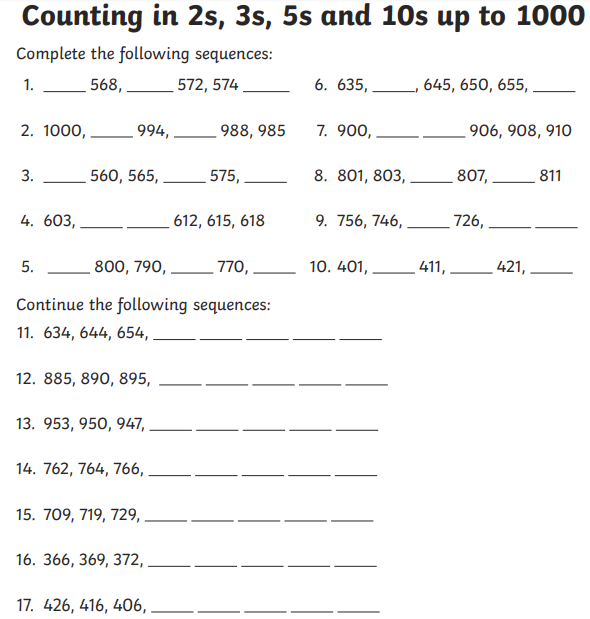 Counting in 2s, 3s, 5s and 10s up to 1000
Complete the following sequences:
1. _____ 568, _____ 572, 574 _____
6. 635, _____, 645, 650, 655, _____
2. 1000, _____ 994, _____ 988, 985
7. 900, _____ _____ 906, 908, 910
3. _____ 560, 565, _____ 575, _____
8. 801, 803, _____ 807, _____ 811
4. 603, _____ _____ 612, 615, 618
9. 756, 746, _____ 726, _____ _____
5. _____ 800, 790, _____ 770, _____
10. 401, _____ 411, _____ 421, _____
Continue the following sequences:
11. 634, 644, 654, _____ _____ _____ _____ _____
12. 885, 890, 895, _____ _____ _____ _____ _____
13. 953, 950, 947, _____ _____ _____ _____ _____
14. 762, 764, 766, _____ _____ _____ _____ _____
15. 709, 719, 729, _____ _____ _____ _____ _____
16. 366, 369, 372, _____ _____ _____ _____ _____
17. 426, 416, 406, _____ _____ _____ _____ _____